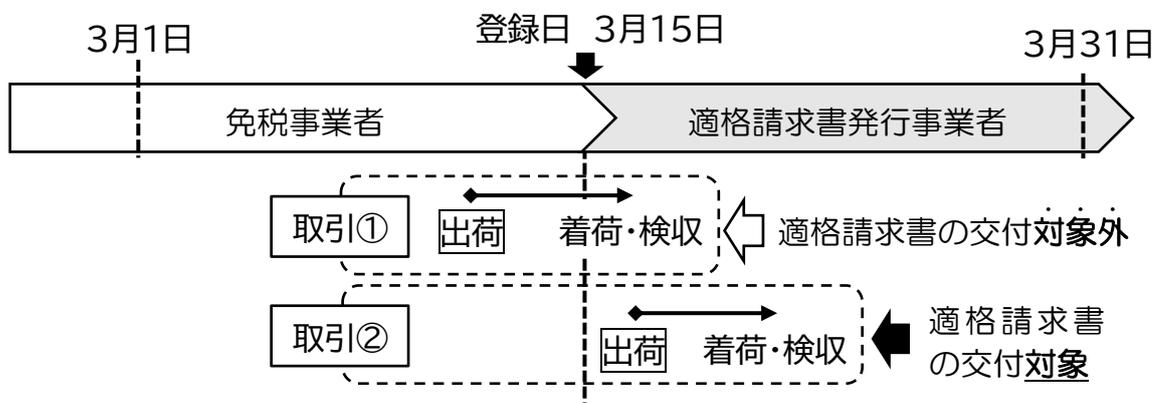 3月1日
登録日 3月15日
3月31日
免税事業者
適格請求書発行事業者
取引①
出荷
着荷・検収
適格請求書の交付対象外
取引②
出荷
着荷・検収
適格請求書
の交付対象